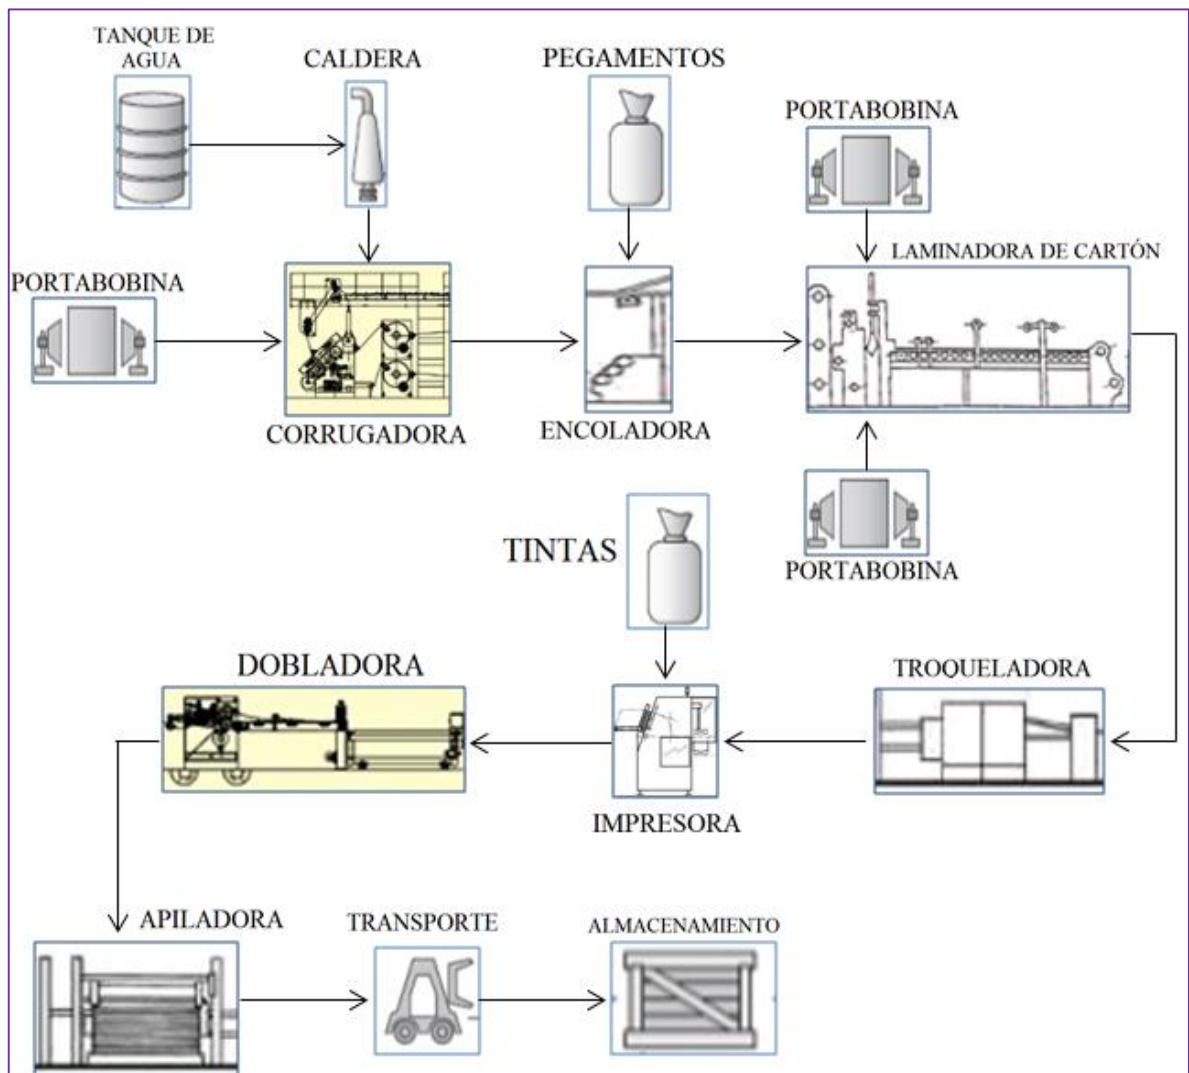 TANQUE DE
AGUA
CALDERA
PEGAMENTOS
PORTABOBINA
LAMINADORA DE CARTÓN
PORTABOBINA
CORRUGADORA
ENCOLADORA
TINTAS
PORTABOBINA
DOBLADORA
TROQUELADORA
IMPRESORA
APILADORA
TRANSPORTE
ALMACENAMIENTO